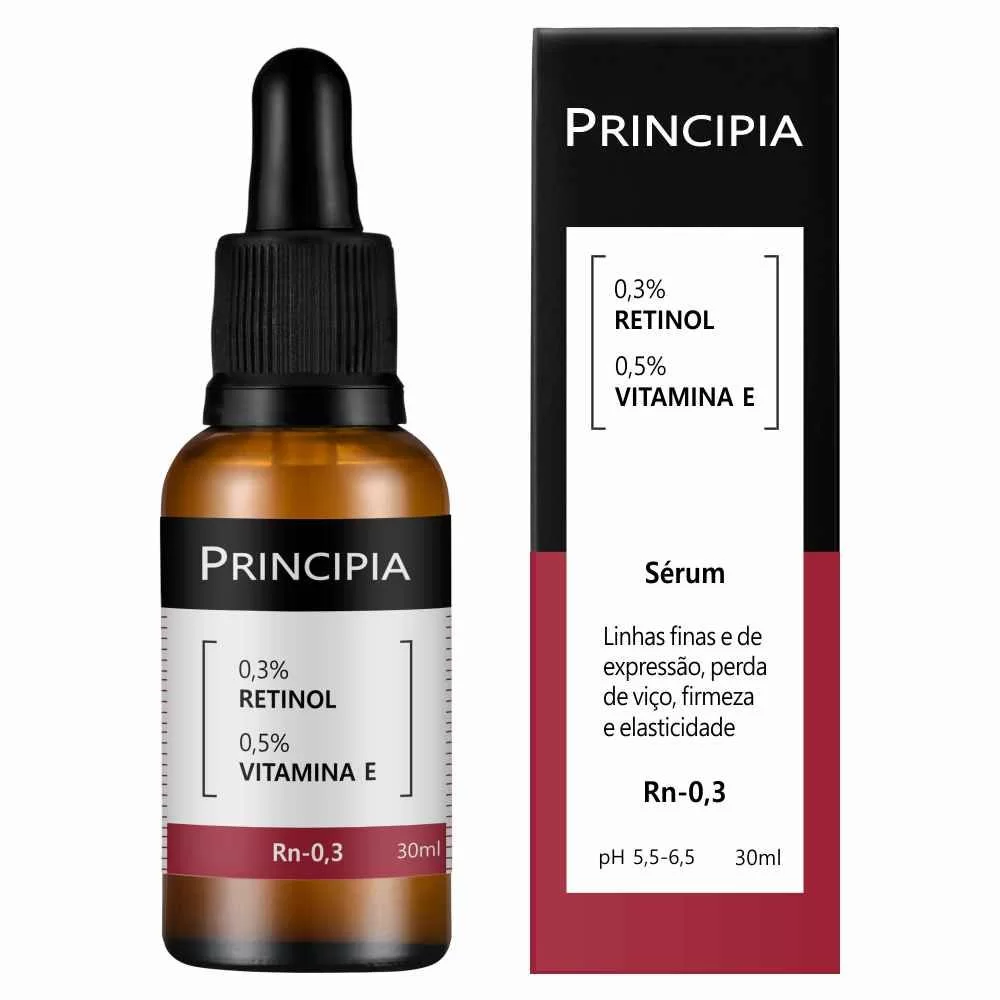 PRINCIPIA
0,3%
RETINOL
0,5%
VITAMINA E
Rn-0,3 30ml
PRINCIPIA
0,3%
RETINOL
0,5%
VITAMINA E
Sérum
Linhas finas e de
expressão, perda
de viço, firmeza
e elasticidade
Rn-0,3
pH 5,5-6,5 30ml